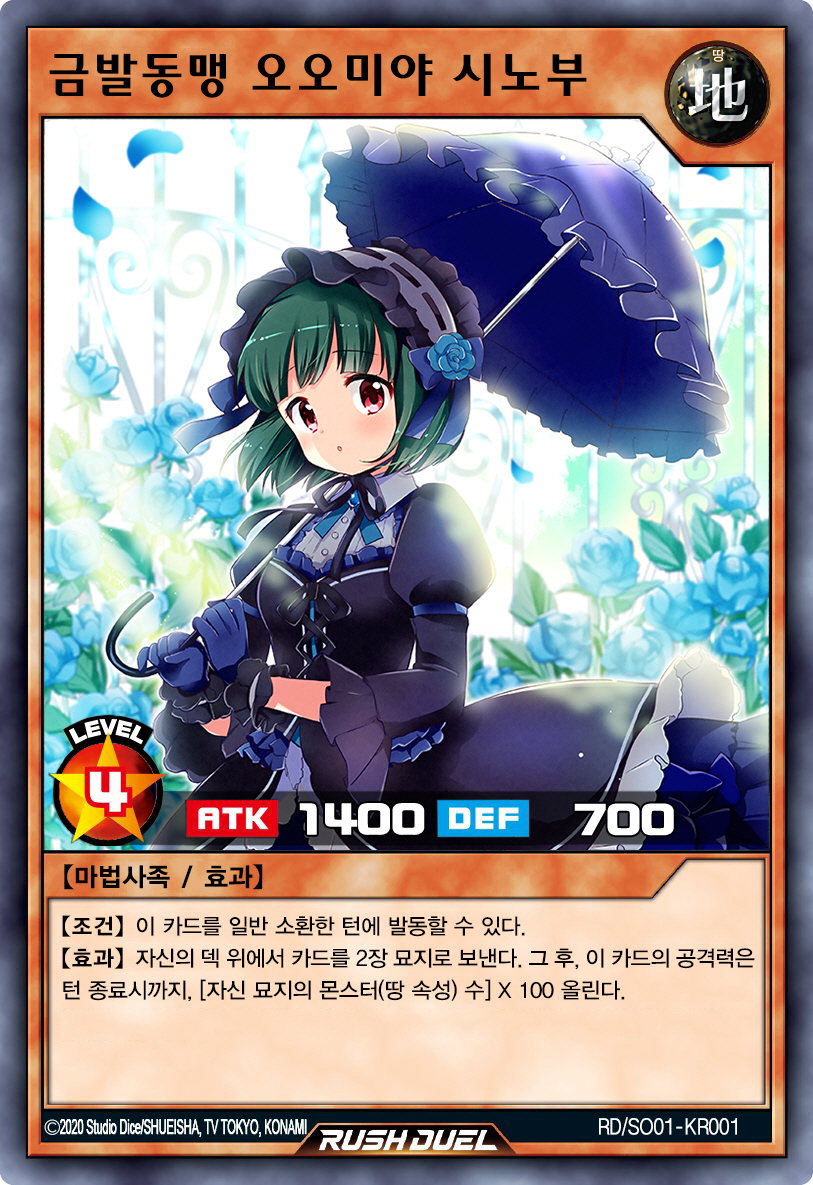 금발동맹 오오미야 시노부
땅
地
LEVEL
4
ATK 1400 DEF 700
【마법사족 / 효과】
【조건】 이 카드를 일반 소환한 턴에 발동할 수 있다.
【효과】 자신의 덱 위에서 카드를 2장 묘지로 보낸다. 그 후, 이 카드의 공격력은
턴 종료시까지, [자신 묘지의 몬스터(땅 속성) 수] X 100 올린다.
©2020 Studio Dice/SHUEISHA, TV TOKYO, KONAMI
RUSH DUEL
RD/SO01-KR001